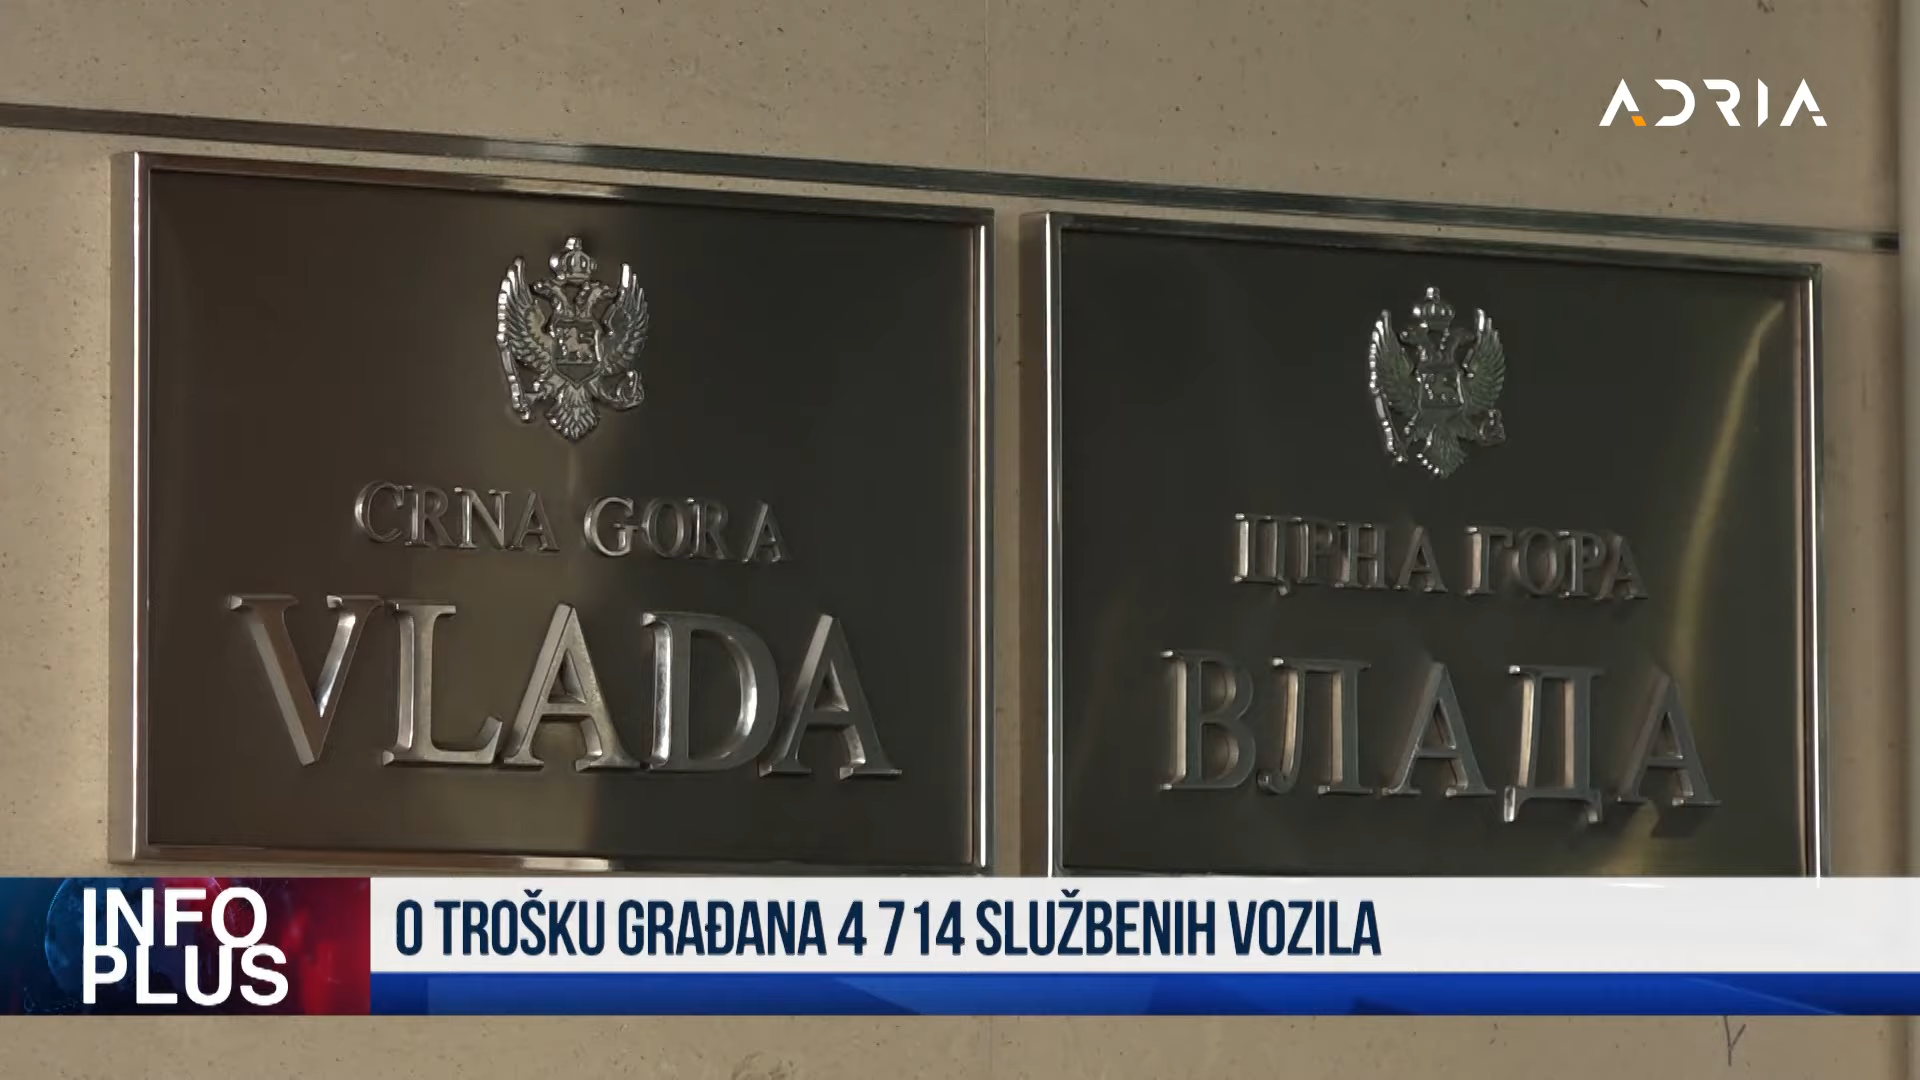 ADRIA
CRNA GORA
VLADA
ЦРНА ГОРА
ВЛАДА
INFO
PLUS
O TROŠKU GRAĐANA 4 714 SLUŽBENIH VOZILA